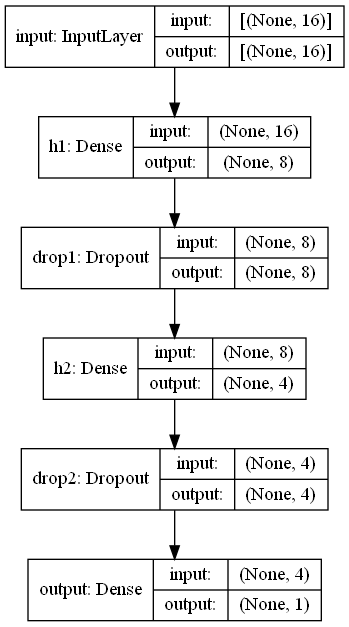 input: InputLayer
input: [(None, 16)]
output: [(None, 16)]
h1: Dense
input: (None, 16)
output: (None, 8)
drop1: Dropout
input: (None, 8)
output: (None, 8)
h2: Dense
input: (None, 8)
output: (None, 4)
drop2: Dropout
input: (None, 4)
output: (None, 4)
output: Dense
input: (None, 4)
output: (None, 1)